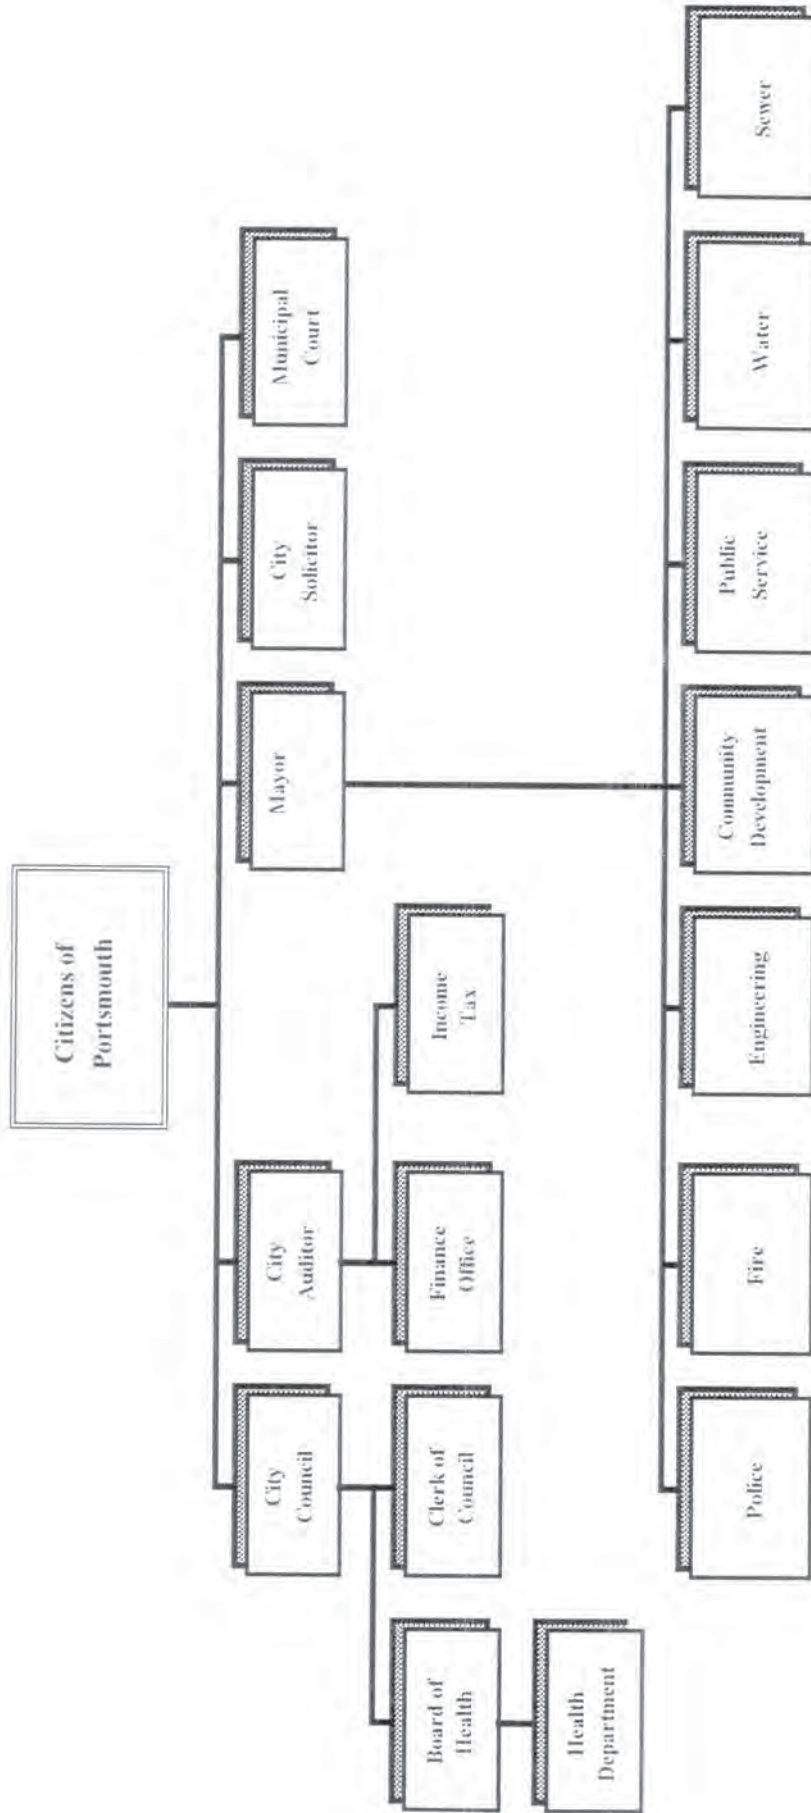 Citizens of
Portsmouth
City
Council
City
Auditor
Mayor
City
Solicitor
Municipal
Court
Board of
Health
Clerk of
Council
Finance
Office
Income
Tax
Health
Department
Police
Fire
Engineering
Community
Development
Public
Service
Water
Sewer